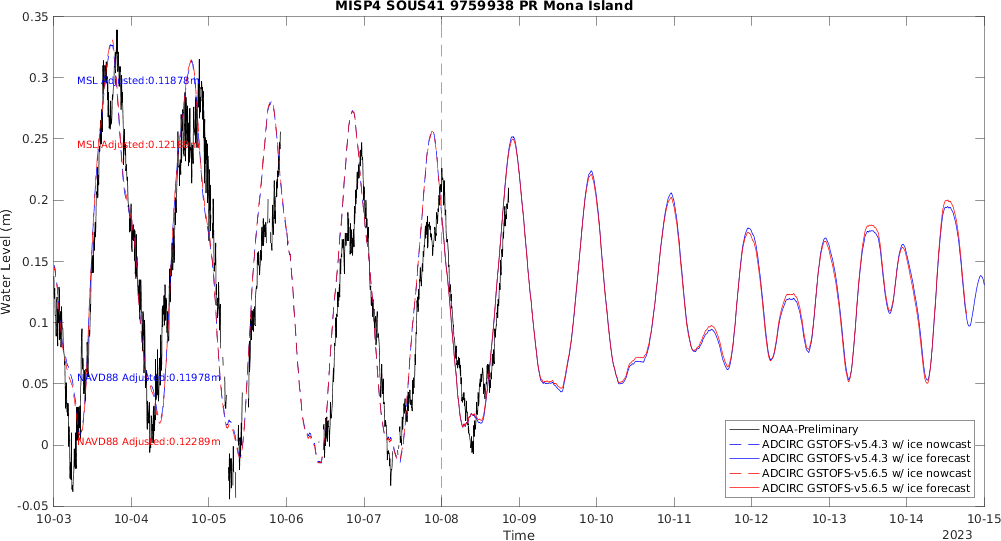 MISP4 SOUS41 9759938 PR Mona Island
0.35
0.3
0.25
0.2
0.15
0.1
0.05
0
-0.05
Water Level (m)
MSL Adjusted:0.11878m
MSL Adjusted:
NAVD88 Adjusted:0.11978m
NAVD88 Adjusted:0.12289m
NOAA-Preliminary
ADCIRC GSTOFS-v5.4.3 w/ ice nowcast
ADCIRC GSTOFS-v5.4.3 w/ ice forecast
ADCIRC GSTOFS-v5.6.5 w/ ice nowcast
ADCIRC GSTOFS-v5.6.5 w/ ice forecast
10-03 10-04 10-05 10-06 10-07 10-08 10-09 10-10 10-11 10-12 10-13 10-14 10-15
Time
2023